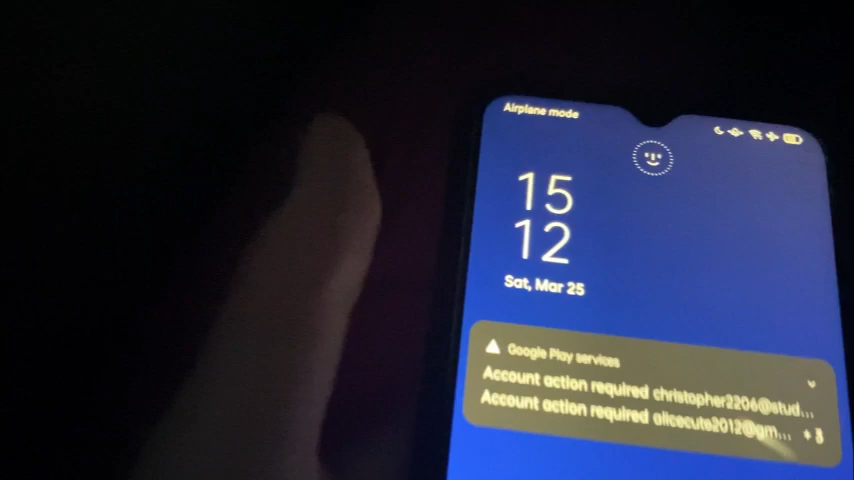 Airplane mode
15
12
Sat, Mar 25
Google Play services
Account action required christopher2206@stud...
Account action required alicecute2012@gm... + 3